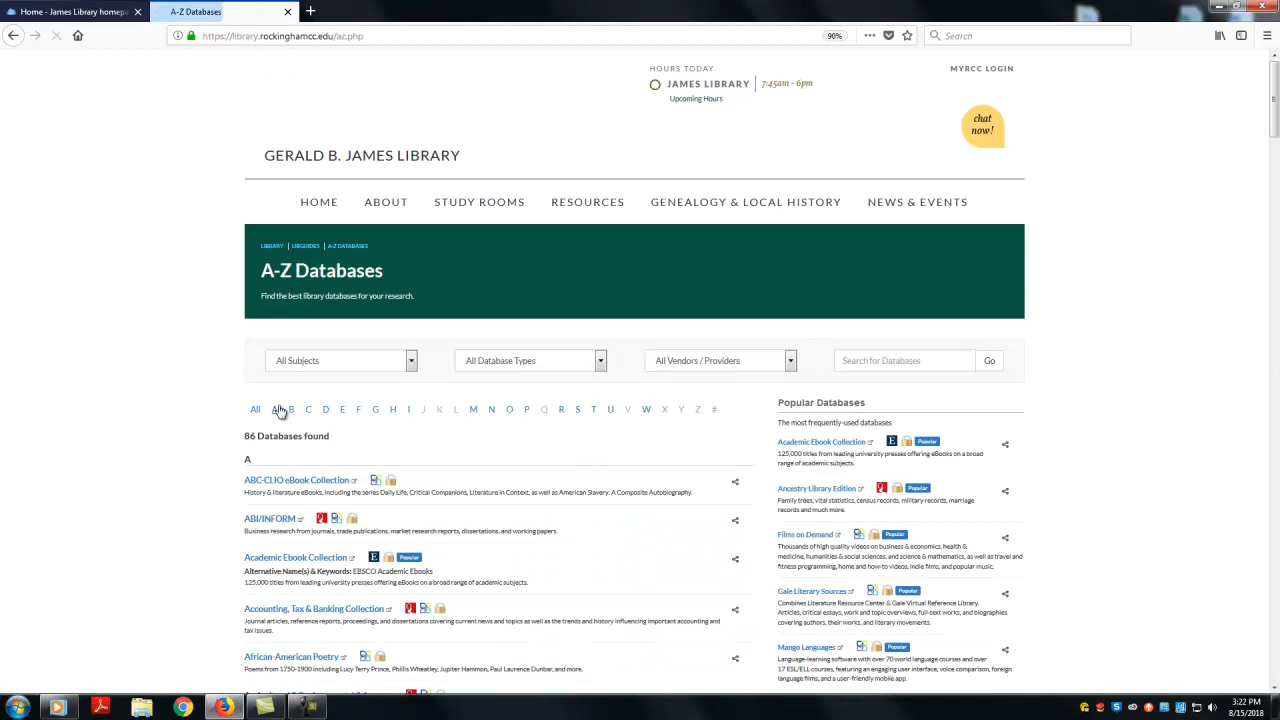 Home - James Library homepa
A-Z Databases
https://library.rockinghamcc.edu/az.php
90%
Search
HOURS TODAY
JAMES LIBRARY
7:45am - 6pm
Upcoming Hours
MYRCC LOGIN
chat
now!
GERALD B. JAMES LIBRARY
HOME ABOUT STUDY ROOMS RESOURCES GENEALOGY & LOCAL HISTORY NEWS & EVENTS
LIBRARY LIBGUIDES A-Z DATABASES
A-Z Databases
Find the best library databases for your research.
All Subjects
All Database Types
All Vendors / Providers
Search for Databases
Go
All A B C D E F G H I J K L M N O P Q R S T U V W X Y Z #
86 Databases found
A
ABC-CLIO eBook Collection
History & literature eBooks, including the series Daily Life, Critical Companions, Literature in Context, as well as American Slavery: A Composite Autobiography.
ABI/INFORM
Business research from journals, trade publications, market research reports, dissertations, and working papers.
Academic Ebook Collection
Popular
Alternative Name(s) & Keywords: EBSCO Academic Ebooks
125,000 titles from leading university presses offering eBooks on a broad range of academic subjects.
Accounting, Tax & Banking Collection
Journal articles, reference reports, proceedings, and dissertations covering current news and topics as well as the trends and history influencing important accounting and
tax issues.
African-American Poetry
Poems from 1750-1900 including Lucy Terry Prince, Phillis Wheatley, Jupiter Hammon, Paul Laurence Dunbar, and many more.
Popular Databases
The most frequently-used databases
Academic Ebook Collection
Popular
125,000 titles from leading university presses offering eBooks on a broad
range of academic subjects.
Ancestry Library Edition
Popular
Family trees, vital statistics, census records, military records, marriage
records and much more.
Films on Demand
Popular
Thousands of high quality videos on business & economics, health &
medicine, humanities & social sciences, and science & mathematics, as well as travel and
fitness programming, home and how-to videos, indie films, and popular music.
Gale Literary Sources
Popular
Combines Literature Resource Center & Gale Virtual Reference Library.
Articles, critical essays, work and topic overviews, full-text works, and biographies
covering authors, their works, and literary movements.
Mango Languages
Popular
Language-learning software with over 70 world language courses and over
17 ESL/ELL courses, featuring an engaging user interface, voice comparison, foreign
language films, and a user-friendly mobile app.
3:22 PM
8/15/2018